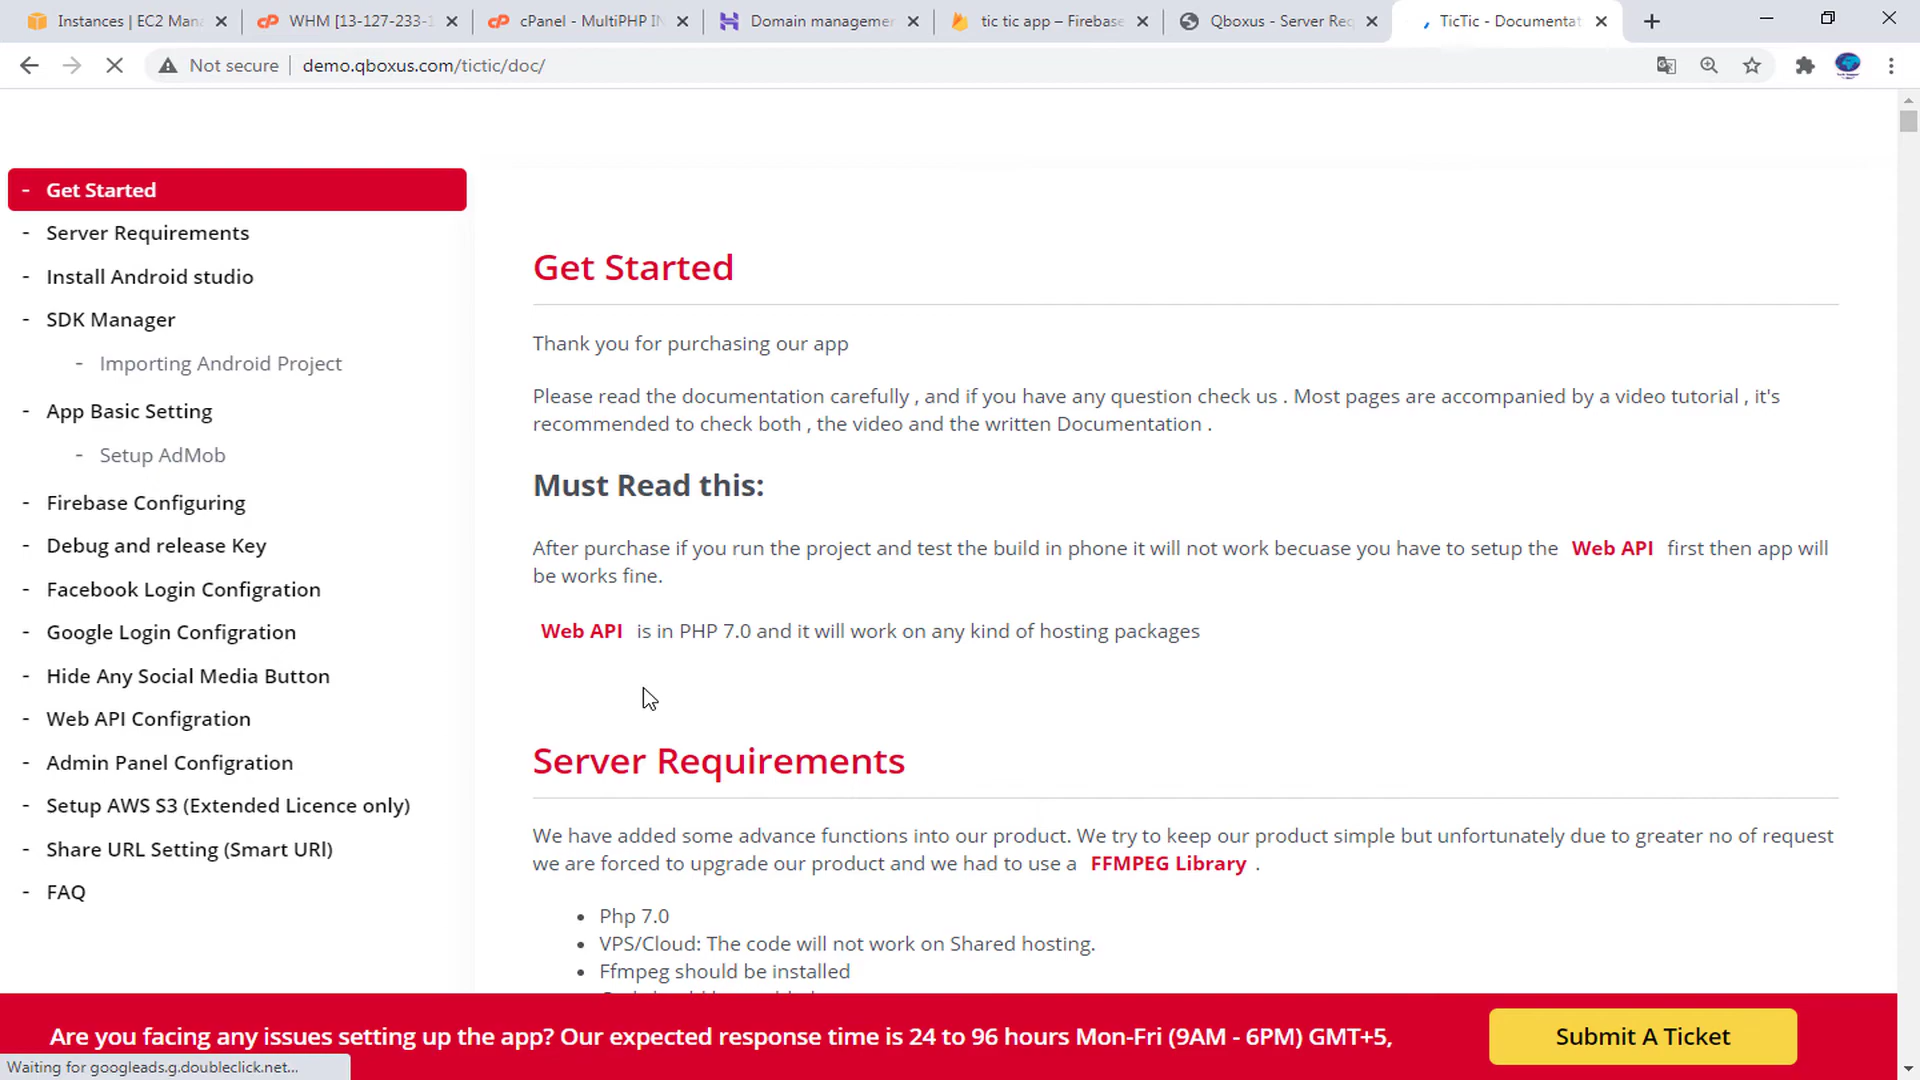 Instances | EC2 Mana
WHM [13-127-233-1
cPanel - MultiPHP IN
Domain managemen
tic tic app – Firebase
Qboxus - Server Req
TicTic - Documentat
Not secure
demo.qboxus.com/tictic/doc/
- Get Started
- Server Requirements
- Install Android studio
- SDK Manager
- Importing Android Project
- App Basic Setting
- Setup AdMob
- Firebase Configuring
- Debug and release Key
- Facebook Login Configration
- Google Login Configration
- Hide Any Social Media Button
- Web API Configration
- Admin Panel Configration
- Setup AWS S3 (Extended Licence only)
- Share URL Setting (Smart URl)
- FAQ
Get Started
Thank you for purchasing our app
Please read the documentation carefully , and if you have any question check us . Most pages are accompanied by a video tutorial , it's
recommended to check both , the video and the written Documentation .
Must Read this:
After purchase if you run the project and test the build in phone it will not work becuase you have to setup the Web API first then app will
be works fine.
Web API is in PHP 7.0 and it will work on any kind of hosting packages
Server Requirements
We have added some advance functions into our product. We try to keep our product simple but unfortunately due to greater no of request
we are forced to upgrade our product and we had to use a FFMPEG Library .
• Php 7.0
• VPS/Cloud: The code will not work on Shared hosting.
• Ffmpeg should be installed
Are you facing any issues setting up the app? Our expected response time is 24 to 96 hours Mon-Fri (9AM - 6PM) GMT+5,
Submit A Ticket
Waiting for googleads.g.doubleclick.net...